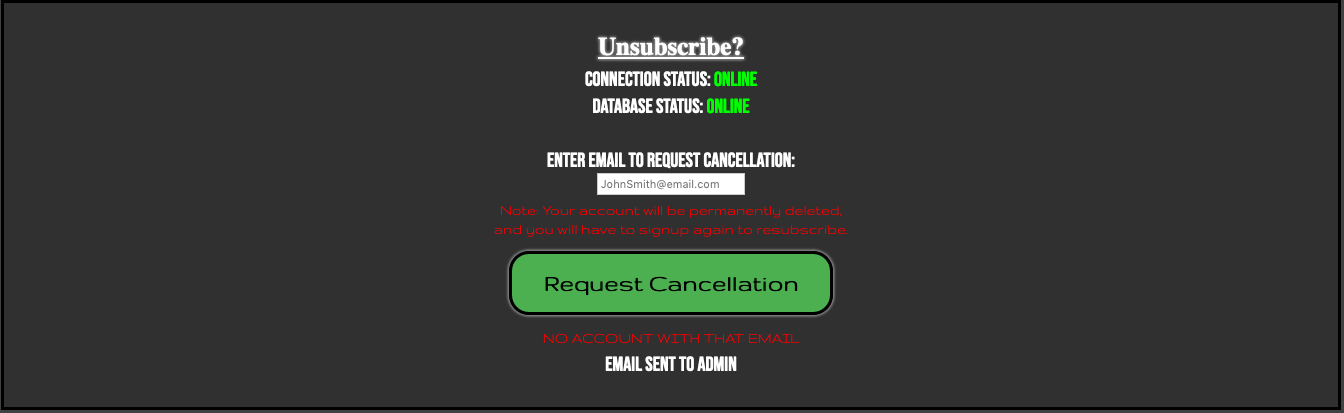 Unsubscribe?
CONNECTION STATUS: ONLINE
DATABASE STATUS: ONLINE
ENTER EMAIL TO REQUEST CANCELLATION:
JohnSmith@email.com
Note: Your account will be permanently deleted,
and you will have to signup again to resubscribe.
Request Cancellation
NO ACCOUNT WITH THAT EMAIL
EMAIL SENT TO ADMIN